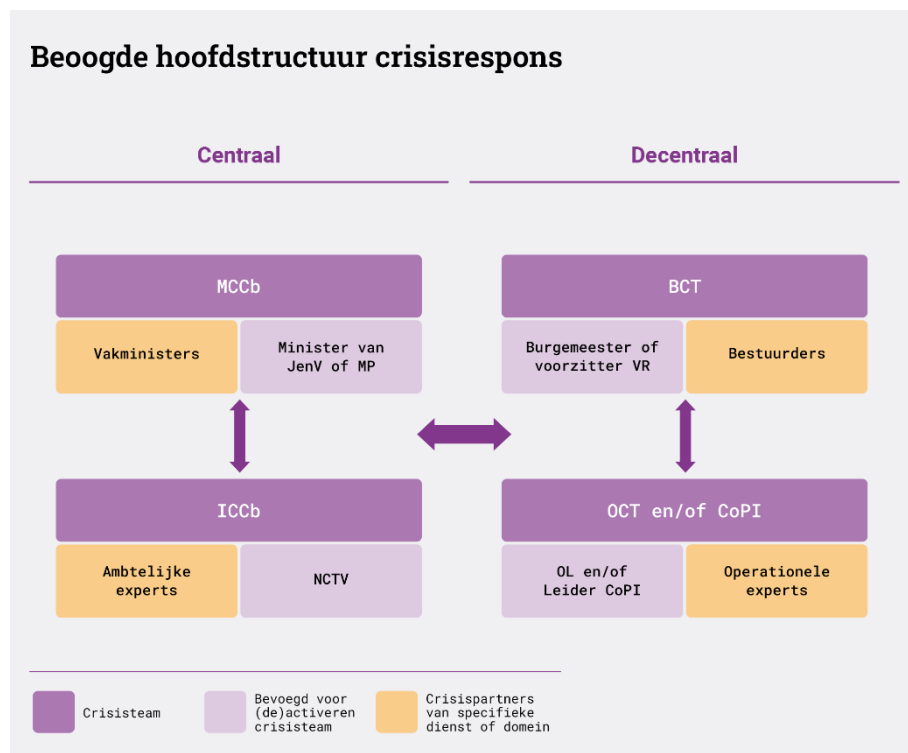 Beoogde hoofdstructuur crisisrespons
Centraal
Decentraal
MCCb
Vakministers
Minister van
JenV of MP
BCT
Burgemeester of
voorzitter VR
Bestuurders
ICCb
Ambtelijke
experts
NCTV
OCT en/of CoPI
OL en/of
Leider CoPI
Operationele
experts
Crisisteam
Bevoegd voor
(de)activeren
crisisteam
Crisispartners
van specifieke
dienst of domein